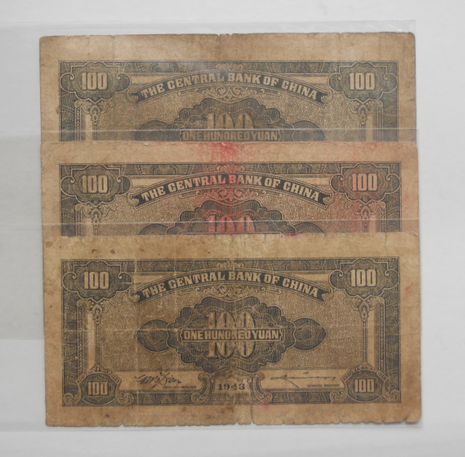 100 THE CENTRAL BANK OF CHINA 100
100
ONE HUNDRED YUAN
100 THE CENTRAL BANK OF CHINA 100
100
100 THE CENTRAL BANK OF CHINA 100
100
ONE HUNDRED YUAN
100 1943 100